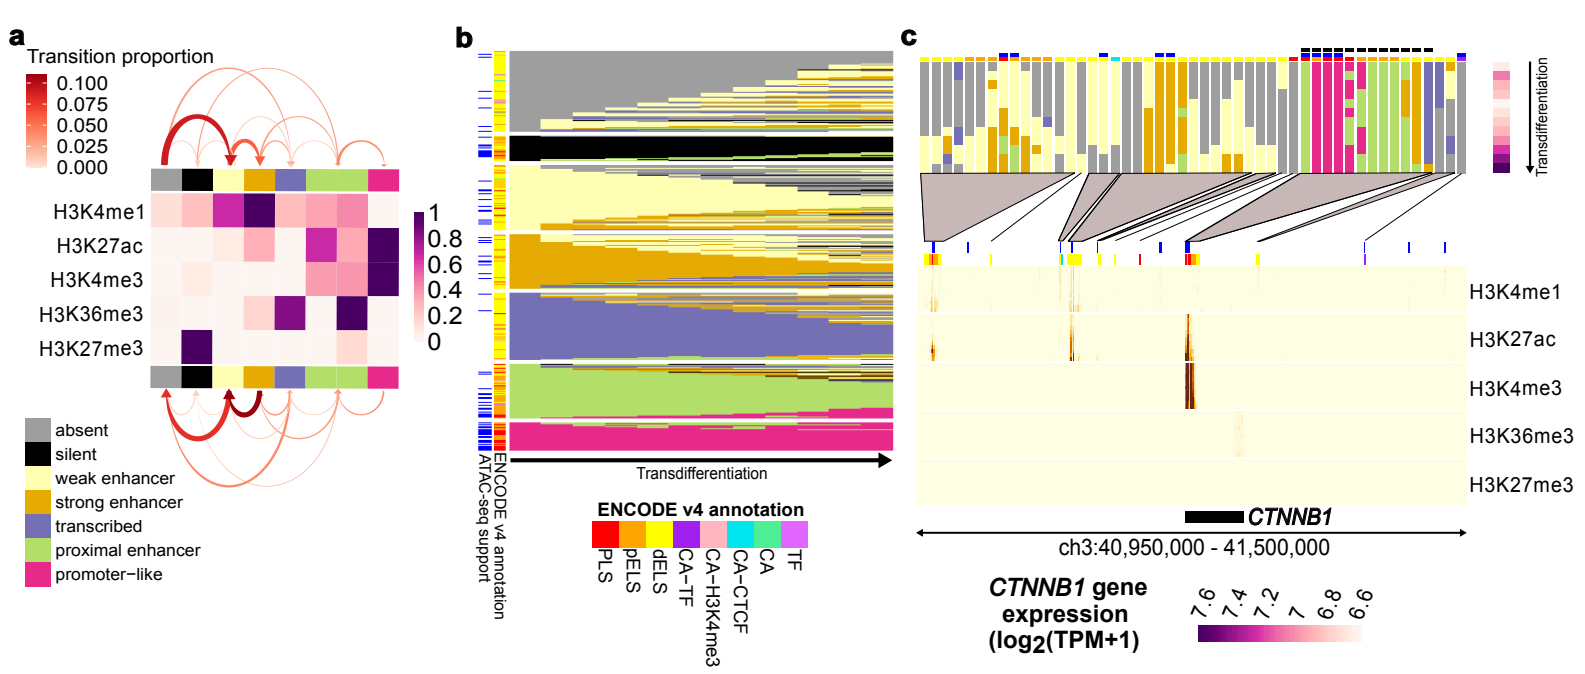 a
Transition proportion
0.100
0.075
0.050
0.025
0.000
H3K4me1
H3K27ac
H3K4me3
H3K36me3
H3K27me3
1
0.8
0.6
0.4
0.2
0
absent
silent
weak enhancer
strong enhancer
transcribed
proximal enhancer
promoter−like
b
ENCODE v4 annotation
ATAC−seq support
Transdifferentiation
ENCODE v4 annotation
PLS
pELS
dELS
CA−TF
CA−H3K4me3
CA−CTCF
CA
TF
c
Transdifferentiation
H3K4me1
H3K27ac
H3K4me3
H3K36me3
H3K27me3
CTNNB1
ch3:40,950,000 - 41,500,000
CTNNB1 gene
expression
(log2(TPM+1)
7.6
7.4
7.2
7
6.8
6.6